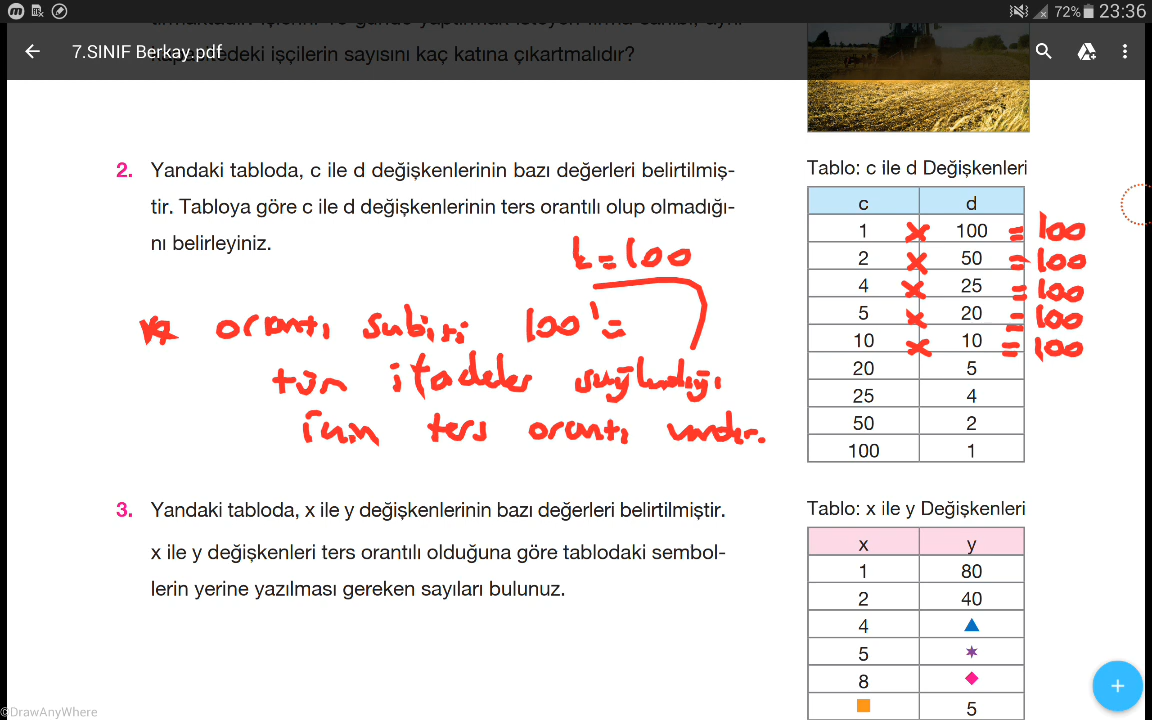 72% 23:36
7.SINIF Berkay.pdf
işçilerin sayısını kaç katına çıkartmalıdır?
2. Yandaki tabloda, c ile d değişkenlerinin bazı değerleri belirtilmiş-
tir. Tabloya göre c ile d değişkenlerinin ters orantılı olup olmadığı-
nı belirleyiniz.
k=100
orantı sabiti 100'ü
tüm ifadeler sağladığı
için ters orantı vardır.
Tablo: c ile d Değişkenleri
c d
1 x 100 = 100
2 x 50 = 100
4 x 25 = 100
5 x 20 = 100
10 x 10 = 100
20 5
25 4
50 2
100 1
3. Yandaki tabloda, x ile y değişkenlerinin bazı değerleri belirtilmiştir.
x ile y değişkenleri ters orantılı olduğuna göre tablodaki sembol-
lerin yerine yazılması gereken sayıları bulunuz.
Tablo: x ile y Değişkenleri
x y
1 80
2 40
4
5
8
5
©DrawAnyWhere